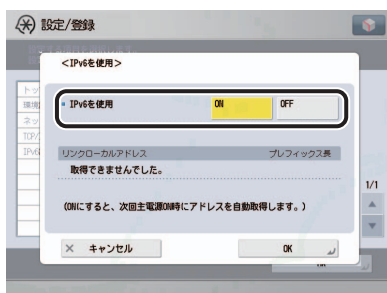 設定/登録
<IPv6を使用>
IPv6を使用 ON OFF
リンクローカルアドレス プレフィックス長
取得できませんでした。
1/1
(ONにすると、次回主電源ON時にアドレスを自動取得します。)
× キャンセル OK